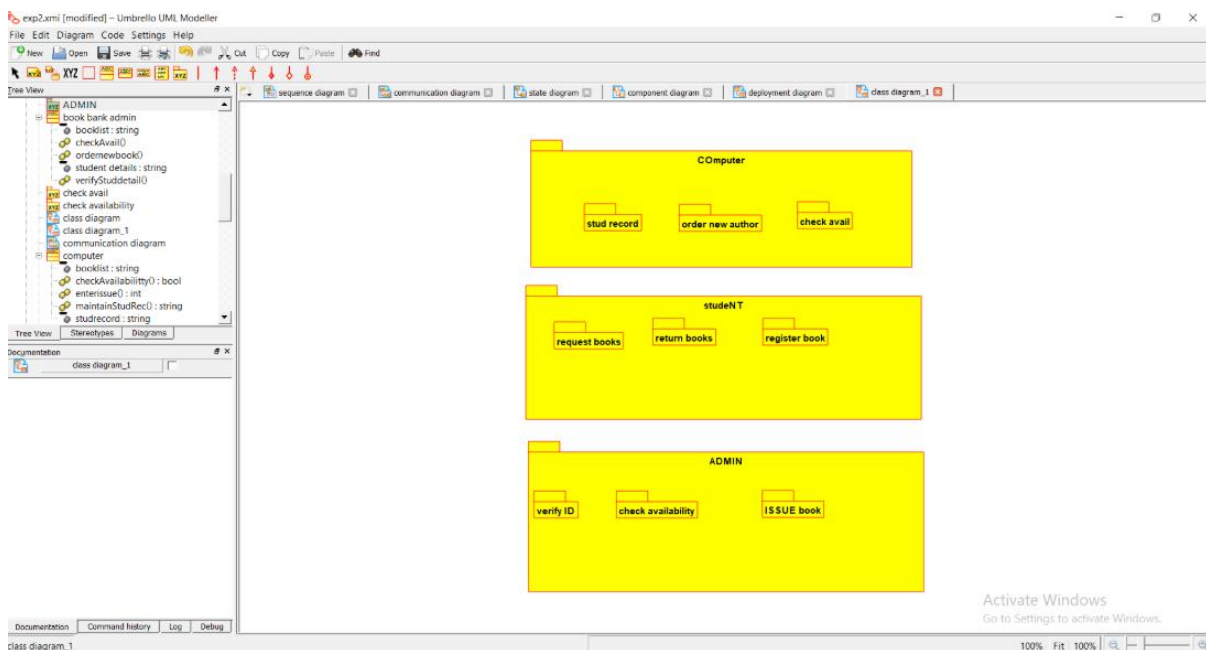 exp2.xmi [modified] – Umbrello UML Modeller
File Edit Diagram Code Settings Help
New Open Save Cut Copy Paste Find
XYZ
Tree View
sequence diagram communication diagram state diagram component diagram deployment diagram class diagram_1
ADMIN
book bank admin
booklist : string
checkAvail()
ordernewbook()
student details : string
verifyStuddetail()
check avail
check availability
class diagram
class diagram_1
communication diagram
computer
booklist : string
checkAvailabilitty() : bool
enterissue() : int
maintainStudRec() : string
studrecord : string
Tree View Stereotypes Diagrams
Documentation
class diagram_1
COmputer
stud record order new author check avail
studeNT
request books return books register book
ADMIN
verify ID check availability ISSUE book
Activate Windows
Go to Settings to activate Windows.
Documentation Command history Log Debug
class diagram_1
100% Fit 100%